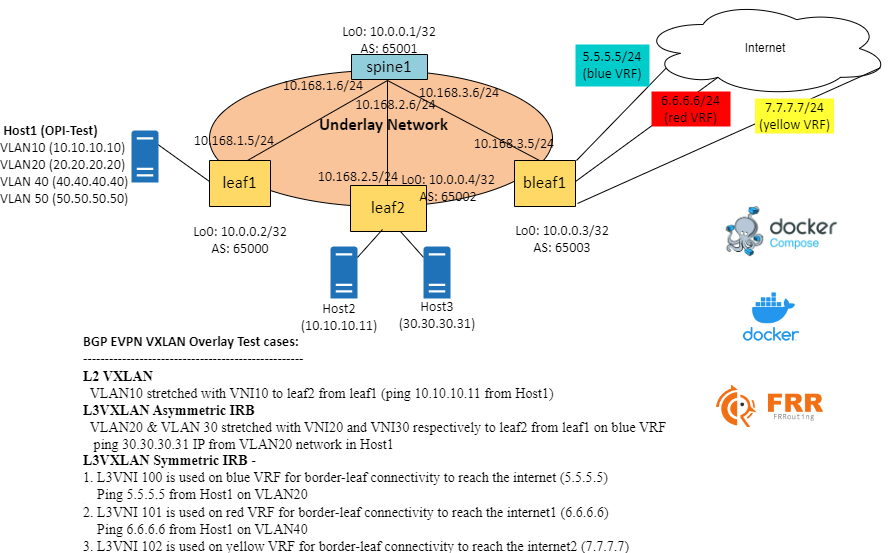 Lo0: 10.0.0.1/32
AS: 65001
spine1
Internet
5.5.5.5/24
(blue VRF)
6.6.6.6/24
(red VRF)
7.7.7.7/24
(yellow VRF)
10.168.1.6/24
10.168.2.6/24
10.168.3.6/24
Underlay Network
Host1 (OPI-Test)
VLAN10 (10.10.10.10)
VLAN20 (20.20.20.20)
VLAN 40 (40.40.40.40)
VLAN 50 (50.50.50.50)
10.168.1.5/24
10.168.3.5/24
10.168.2.5/24
leaf1
leaf2
bleaf1
Lo0: 10.0.0.4/32
AS: 65002
Lo0: 10.0.0.2/32
AS: 65000
Lo0: 10.0.0.3/32
AS: 65003
docker
Compose
Host2
(10.10.10.11)
Host3
(30.30.30.31)
docker
FRR
FRRouting
BGP EVPN VXLAN Overlay Test cases:
----------------------------------------------------
L2 VXLAN
VLAN10 stretched with VNI10 to leaf2 from leaf1 (ping 10.10.10.11 from Host1)
L3VXLAN Asymmetric IRB
VLAN20 & VLAN 30 stretched with VNI20 and VNI30 respectively to leaf2 from leaf1 on blue VRF
ping 30.30.30.31 IP from VLAN20 network in Host1
L3VXLAN Symmetric IRB -
1. L3VNI 100 is used on blue VRF for border-leaf connectivity to reach the internet (5.5.5.5)
Ping 5.5.5.5 from Host1 on VLAN20
2. L3VNI 101 is used on red VRF for border-leaf connectivity to reach the internet1 (6.6.6.6)
Ping 6.6.6.6 from Host1 on VLAN40
3. L3VNI 102 is used on yellow VRF for border-leaf connectivity to reach the internet2 (7.7.7.7)